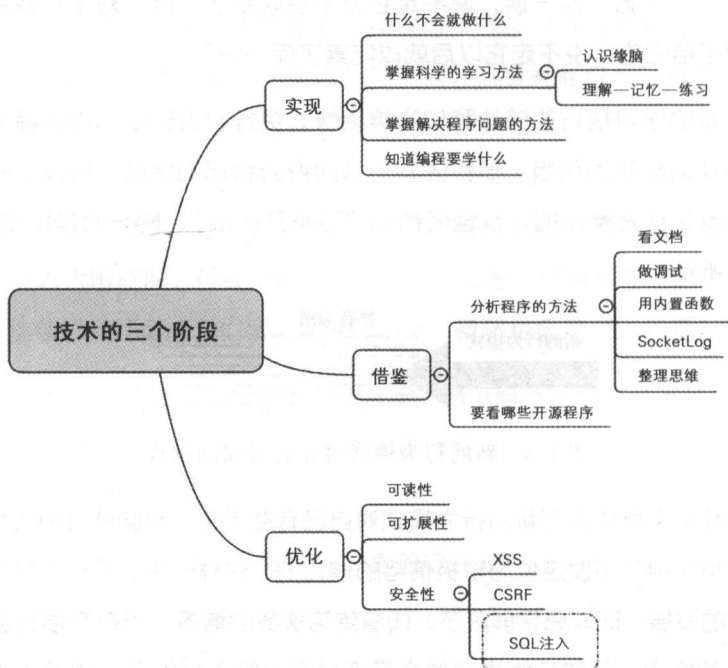 技术的三个阶段
实现
什么不会就做什么
掌握科学的学习方法
认识缘脑
理解—记忆—练习
掌握解决程序问题的方法
知道编程要学什么
借鉴
分析程序的方法
看文档
做调试
用内置函数
SocketLog
整理思维
要看哪些开源程序
优化
可读性
可扩展性
安全性
XSS
CSRF
SQL注入